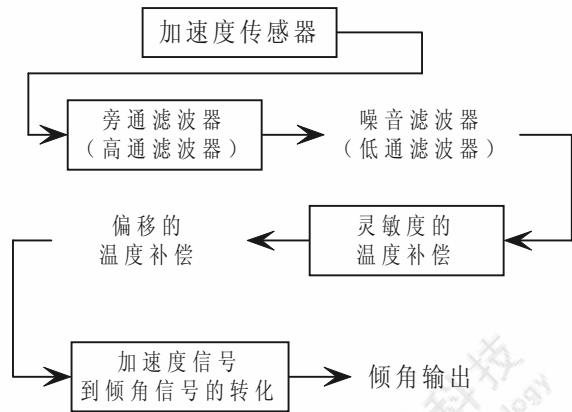 加速度传感器
旁通滤波器
（高通滤波器）
噪音滤波器
（低通滤波器）
灵敏度的
温度补偿
偏移的
温度补偿
加速度信号
到倾角信号的转化
倾角输出
科技